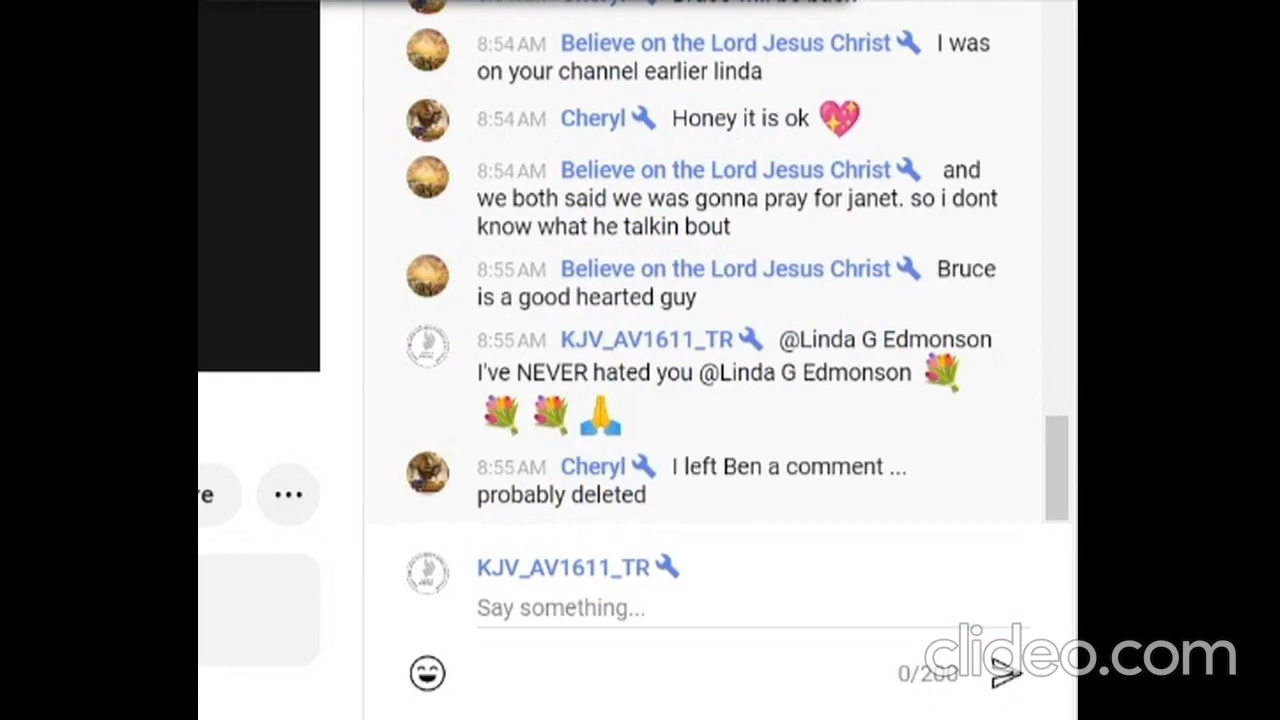 8:54 AM Believe on the Lord Jesus Christ I was
on your channel earlier linda
8:54 AM Cheryl Honey it is ok 💖
8:54 AM Believe on the Lord Jesus Christ and
we both said we was gonna pray for janet. so i dont
know what he talkin bout
8:55 AM Believe on the Lord Jesus Christ Bruce
is a good hearted guy
8:55 AM KJV_AV1611_TR @Linda G Edmonson
I've NEVER hated you @Linda G Edmonson 💐
💐 💐 🙏
8:55 AM Cheryl I left Ben a comment ...
probably deleted
re ...
KJV_AV1611_TR
Say something...
0/200
clideo.com